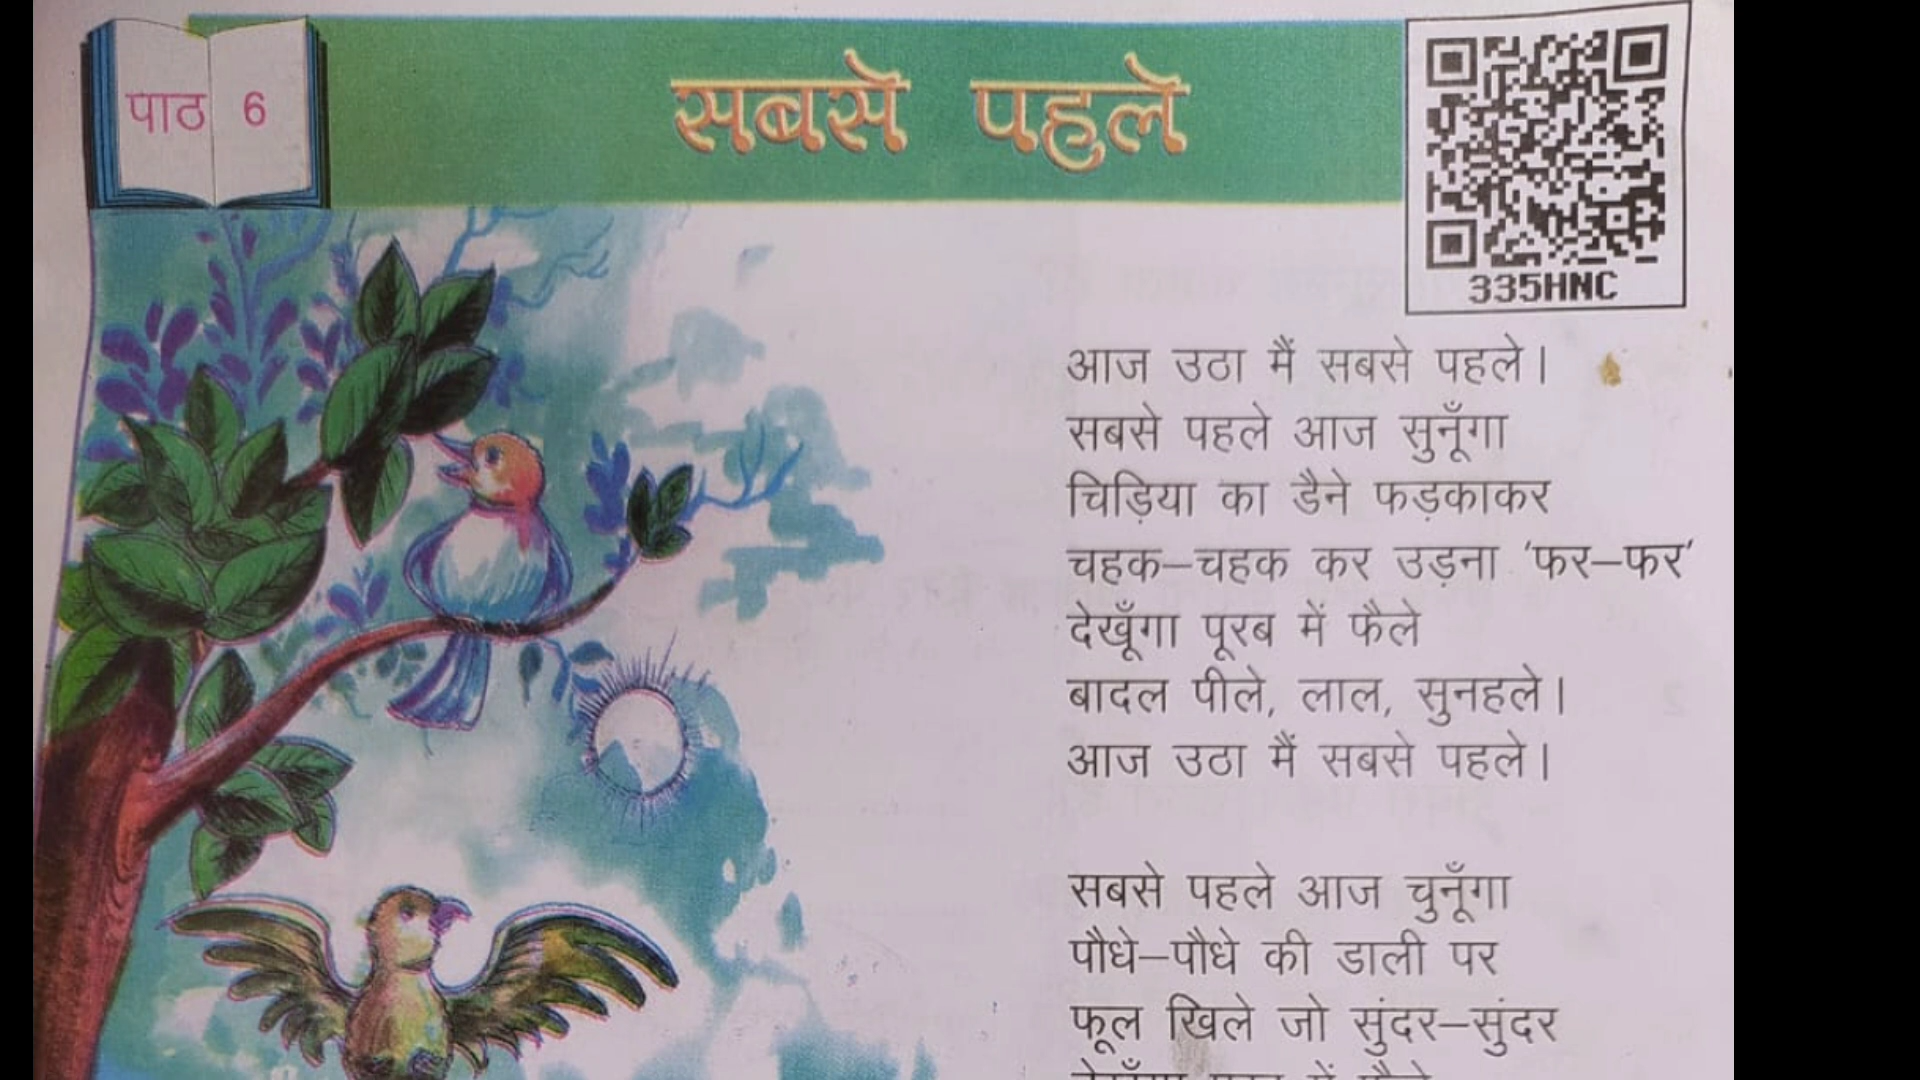 पाठ 6
सबसे पहले
335HNC
आज उठा मैं सबसे पहले।
सबसे पहले आज सुनूँगा
चिड़िया का डैने फड़काकर
चहक–चहक कर उड़ना 'फर–फर'
देखूँगा पूरब में फैले
बादल पीले, लाल, सुनहले।
आज उठा मैं सबसे पहले।
सबसे पहले आज चुनूँगा
पौधे–पौधे की डाली पर
फूल खिले जो सुंदर–सुंदर